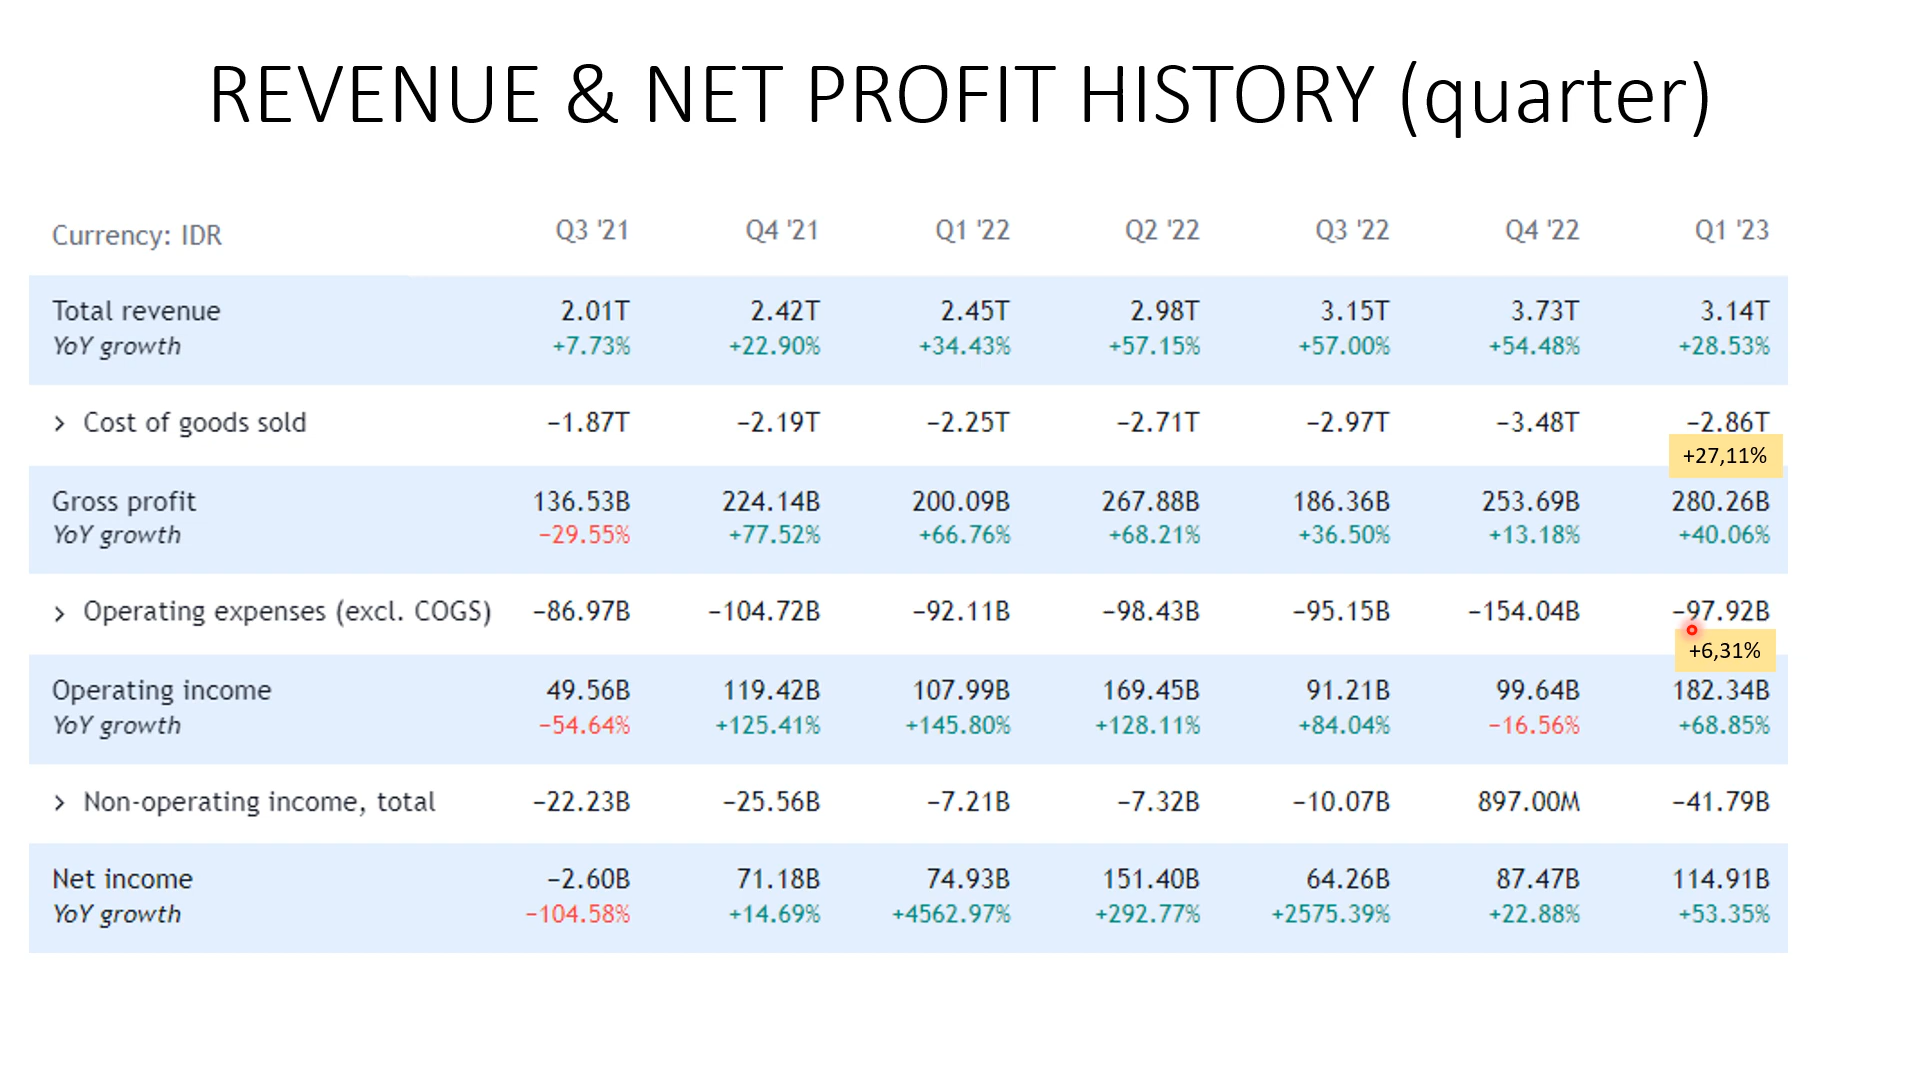 REVENUE & NET PROFIT HISTORY (quarter)
Currency: IDR Q3 '21 Q4 '21 Q1 '22 Q2 '22 Q3 '22 Q4 '22 Q1 '23
Total revenue 2.01T 2.42T 2.45T 2.98T 3.15T 3.73T 3.14T
YoY growth +7.73% +22.90% +34.43% +57.15% +57.00% +54.48% +28.53%
> Cost of goods sold −1.87T −2.19T −2.25T −2.71T −2.97T −3.48T −2.86T
+27,11%
Gross profit 136.53B 224.14B 200.09B 267.88B 186.36B 253.69B 280.26B
YoY growth −29.55% +77.52% +66.76% +68.21% +36.50% +13.18% +40.06%
> Operating expenses (excl. COGS) −86.97B −104.72B −92.11B −98.43B −95.15B −154.04B −97.92B
+6,31%
Operating income 49.56B 119.42B 107.99B 169.45B 91.21B 99.64B 182.34B
YoY growth −54.64% +125.41% +145.80% +128.11% +84.04% −16.56% +68.85%
> Non-operating income, total −22.23B −25.56B −7.21B −7.32B −10.07B 897.00M −41.79B
Net income −2.60B 71.18B 74.93B 151.40B 64.26B 87.47B 114.91B
YoY growth −104.58% +14.69% +4562.97% +292.77% +2575.39% +22.88% +53.35%